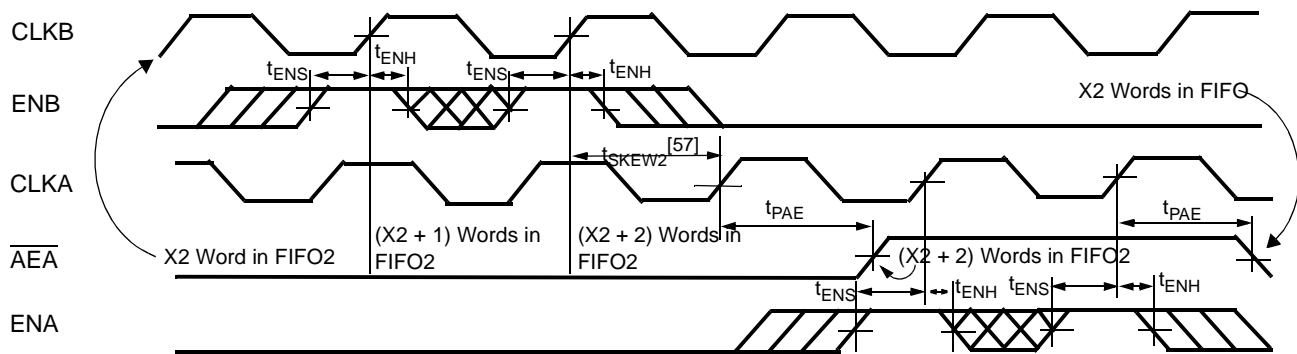 CLKB
tENH
tENS
tENS
tENH
ENB
X2 Words in FIFO
[57]
tSKEW2
CLKA
tPAE
tPAE
X2 Word in FIFO2
(X2 + 1) Words in
FIFO2
(X2 + 2) Words in
FIFO2
AEA
(X2 + 2) Words in FIFO2
tENS
tENH
tENS
tENH
ENA